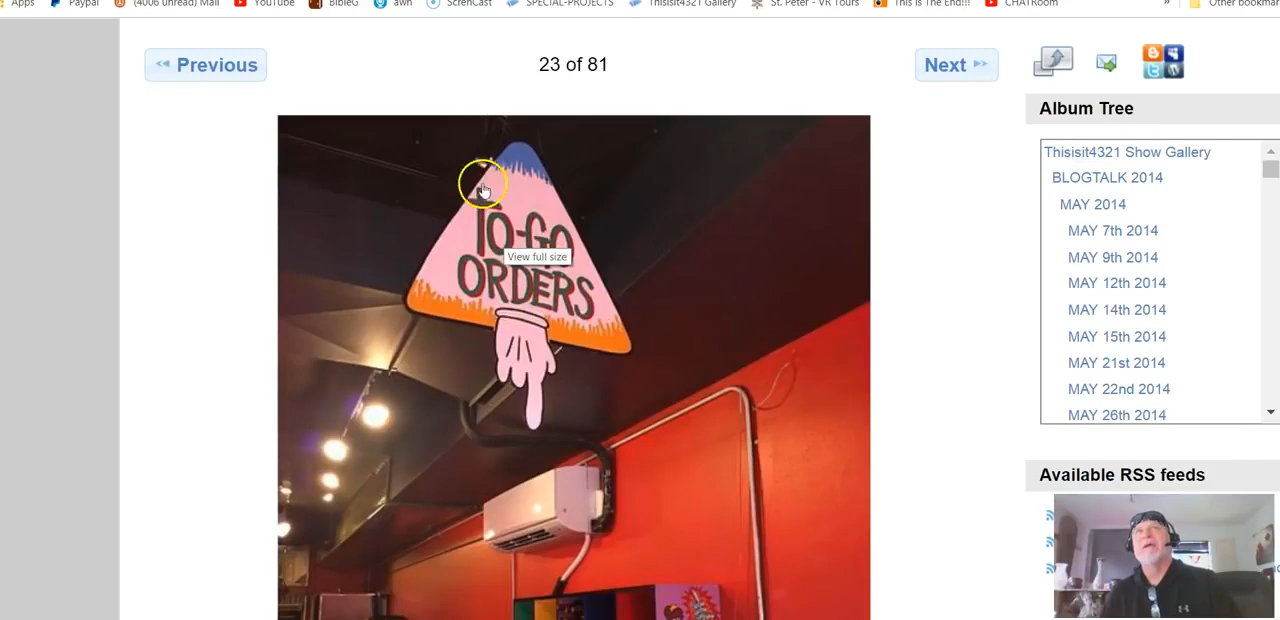 Apps
Paypal
(4006 unread) Mail
YouTube
BibleG
awn
ScrenCast
SPECIAL-PROJECTS
Thisisit4321 Gallery
St. Peter - VR Tours
This Is The End!!!
CHATRoom
»
Other bookmar
Previous
23 of 81
Next
Album Tree
Thisisit4321 Show Gallery
BLOGTALK 2014
MAY 2014
MAY 7th 2014
MAY 9th 2014
MAY 12th 2014
MAY 14th 2014
MAY 15th 2014
MAY 21st 2014
MAY 22nd 2014
MAY 26th 2014
TO-GO
View full size
ORDERS
Available RSS feeds